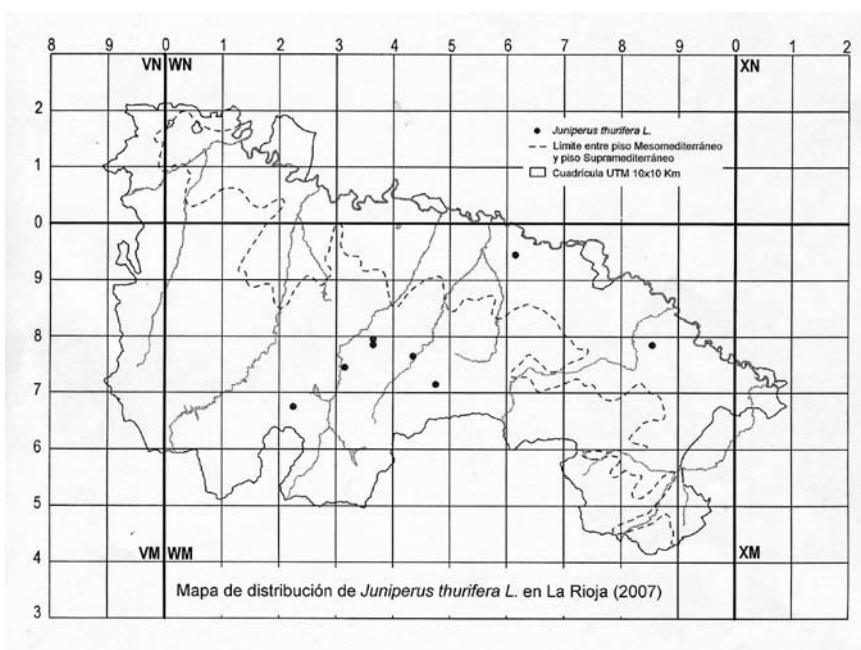 8 9 0 1 2 3 4 5 6 7 8 9 0 1 2
VN WN XN
2
1
0
9
8
7
6
5
4
3
Juniperus thurifera L.
Límite entre piso Mesomediterráneo
y piso Supramediterráneo
Cuadrícula UTM 10x10 Km
VM WM XM
Mapa de distribución de Juniperus thurifera L. en La Rioja (2007)